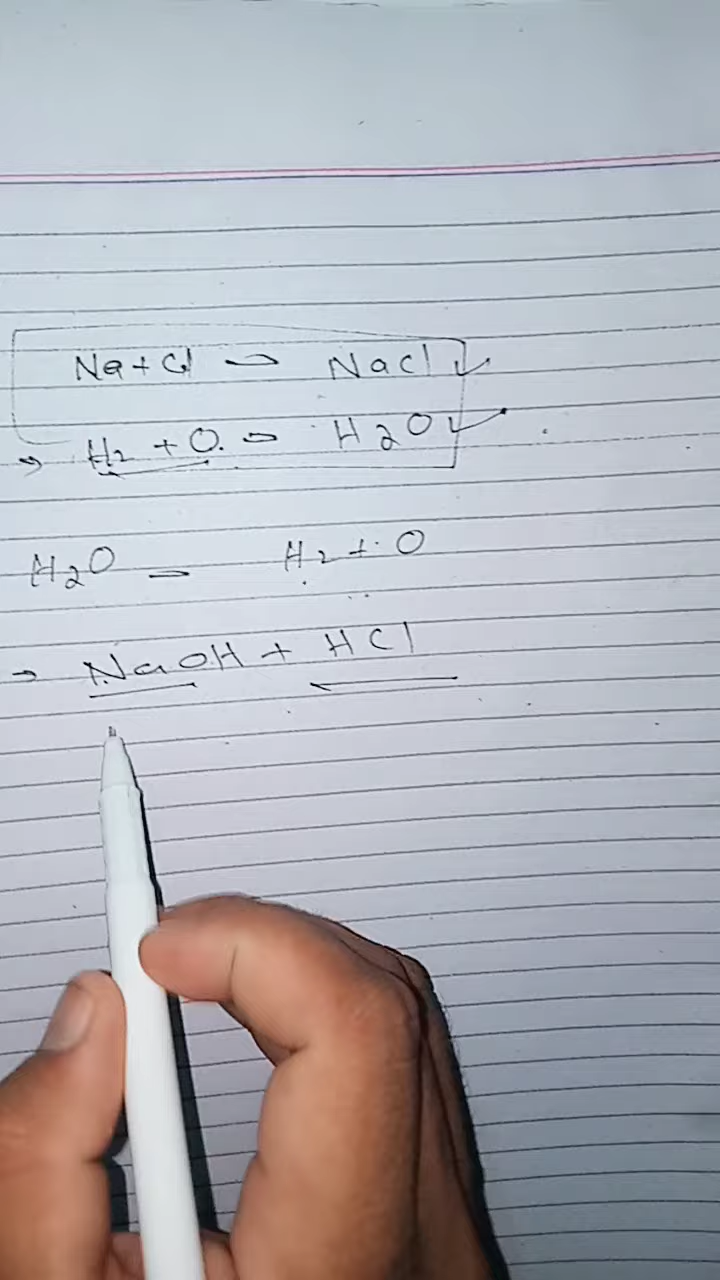 Na + Cl → NaCl ✓
→ H2 + O. → H2O ✓
H2O — H2 + O
→ NaOH + HCl